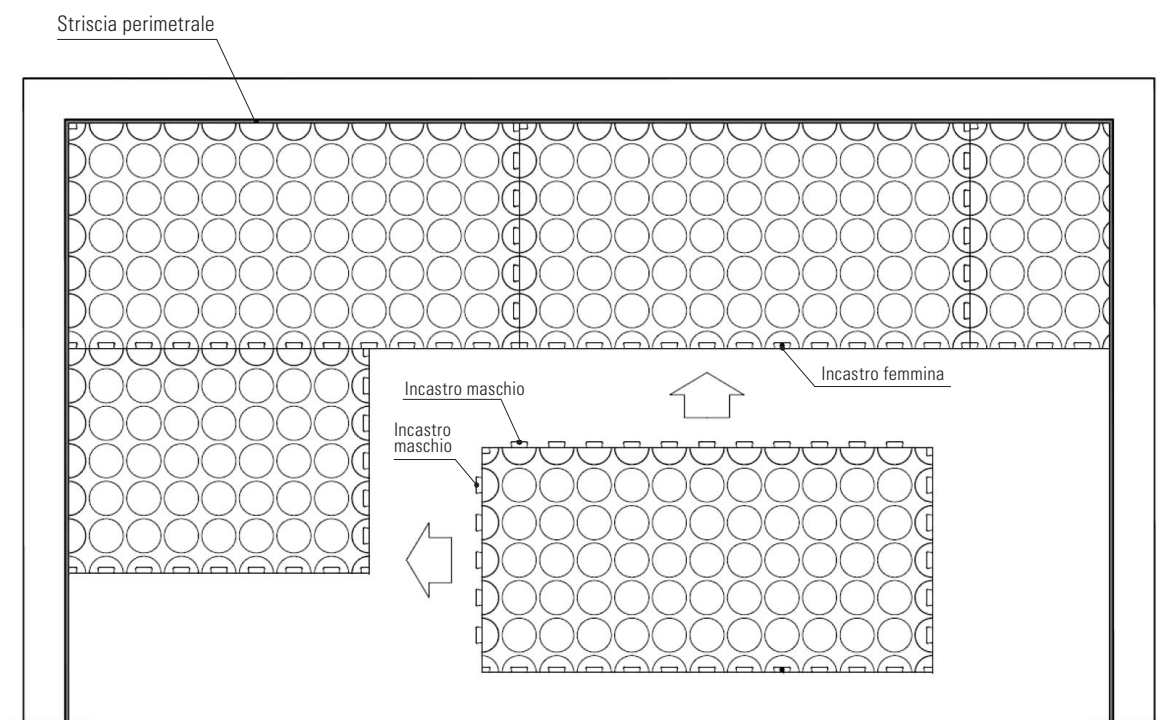 Striscia perimetrale
Incastro femmina
Incastro maschio
Incastro
maschio